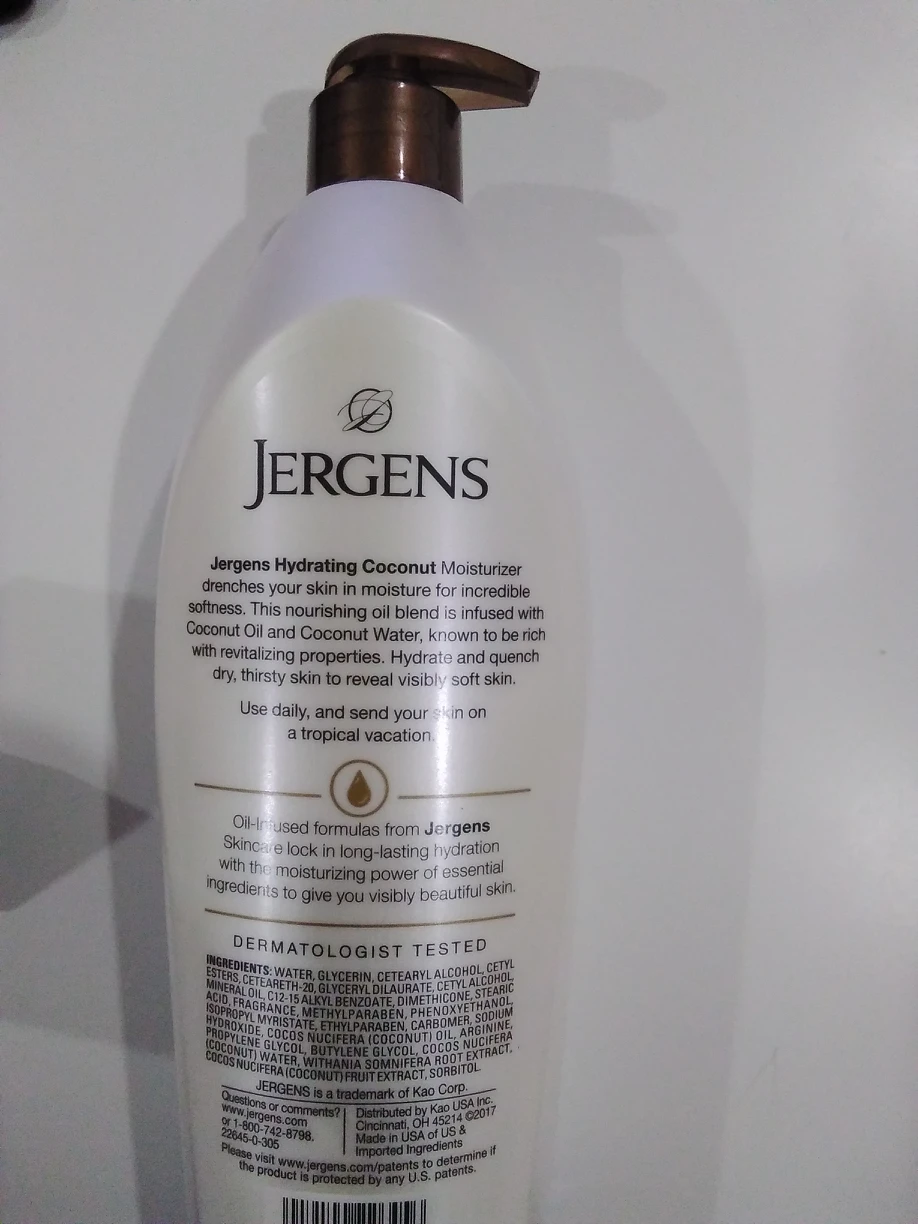 JERGENS
Jergens Hydrating Coconut Moisturizer
drenches your skin in moisture for incredible
softness. This nourishing oil blend is infused with
Coconut Oil and Coconut Water, known to be rich
with revitalizing properties. Hydrate and quench
dry, thirsty skin to reveal visibly soft skin.
Use daily, and send your skin on
a tropical vacation.
Oil-Infused formulas from Jergens
Skincare lock in long-lasting hydration
with the moisturizing power of essential
ingredients to give you visibly beautiful skin.
DERMATOLOGIST TESTED
INGREDIENTS: WATER, GLYCERIN, CETEARYL ALCOHOL, CETYL
ESTERS, CETEARETH-20, GLYCERYL DILAURATE, CETYL ALCOHOL,
MINERAL OIL, C12-15 ALKYL BENZOATE, DIMETHICONE, STEARIC
ACID, FRAGRANCE, METHYLPARABEN, PHENOXYETHANOL,
ISOPROPYL MYRISTATE, ETHYLPARABEN, CARBOMER, SODIUM
HYDROXIDE, COCOS NUCIFERA (COCONUT) OIL, ARGININE,
PROPYLENE GLYCOL, BUTYLENE GLYCOL, COCOS NUCIFERA
(COCONUT) WATER, WITHANIA SOMNIFERA ROOT EXTRACT,
COCOS NUCIFERA (COCONUT) FRUIT EXTRACT, SORBITOL.
JERGENS is a trademark of Kao Corp.
Questions or comments?
www.jergens.com
or 1-800-742-8798.
22645-0-305
Distributed by Kao USA Inc.
Cincinnati, OH 45214 ©2017
Made in USA of US &
Imported Ingredients
Please visit www.jergens.com/patents to determine if
the product is protected by any U.S. patents.